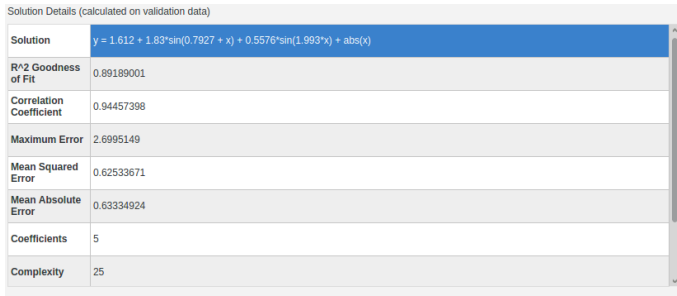 Solution Details (calculated on validation data)
Solution y = 1.612 + 1.83*sin(0.7927 + x) + 0.5576*sin(1.993*x) + abs(x)
R^2 Goodness
of Fit 0.89189001
Correlation
Coefficient 0.94457398
Maximum Error 2.6995149
Mean Squared
Error 0.62533671
Mean Absolute
Error 0.63334924
Coefficients 5
Complexity 25